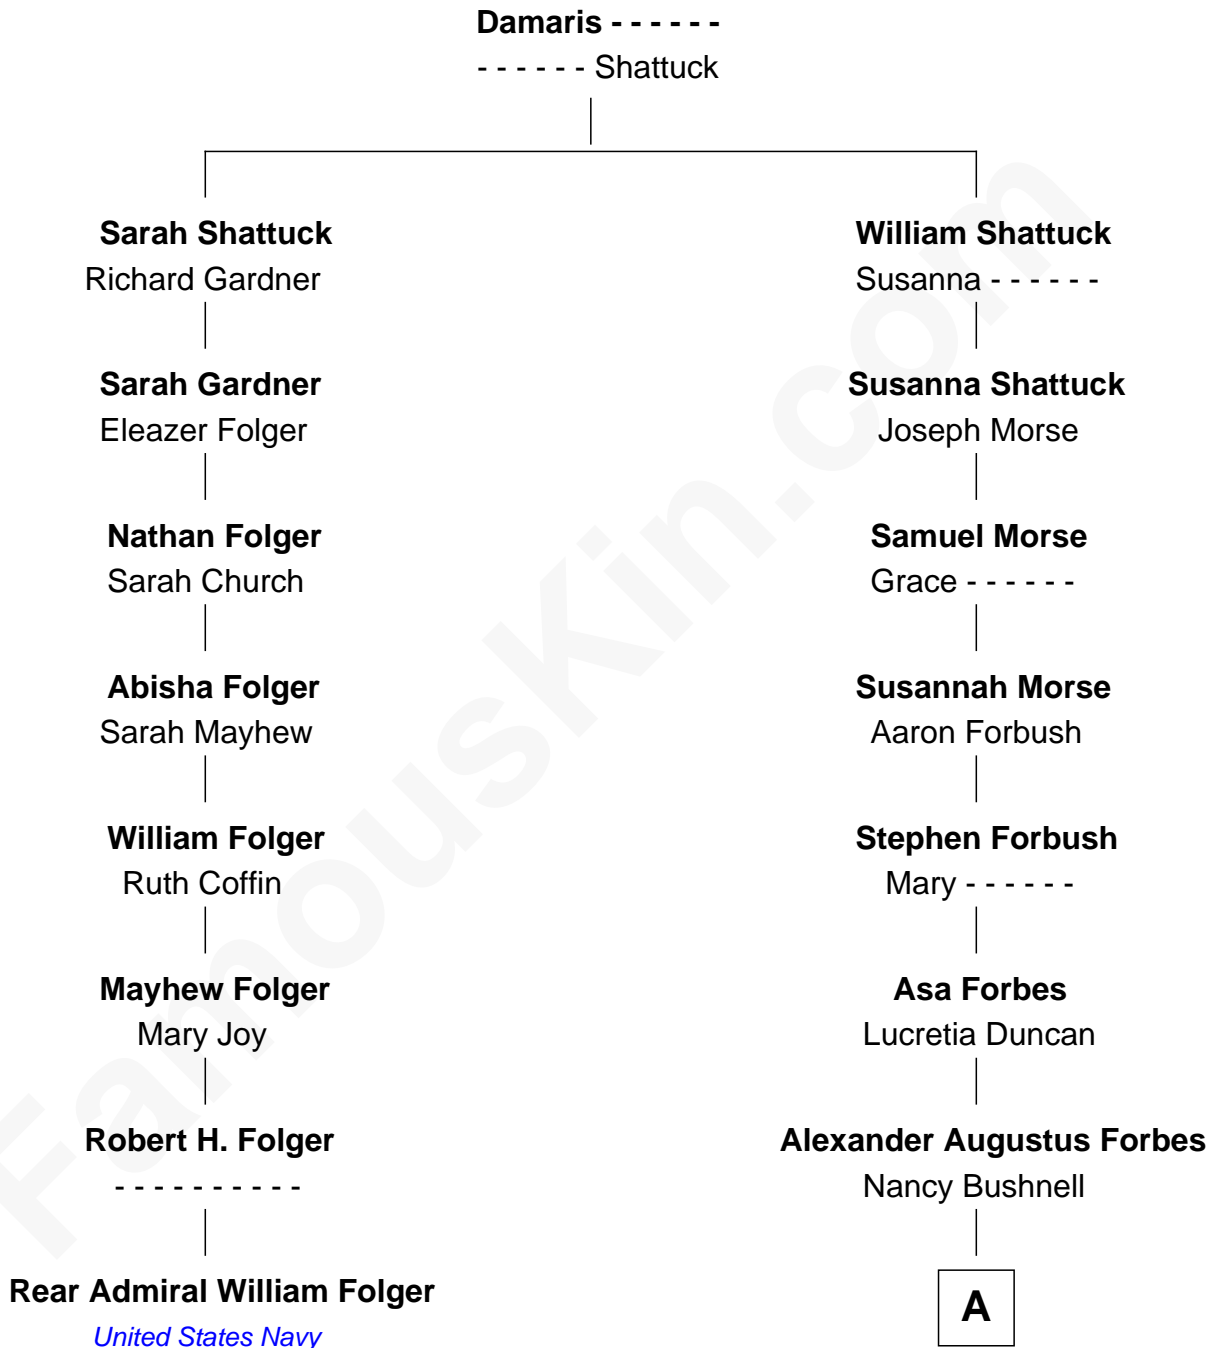 Damaris - - - - - -
- - - - - - Shattuck
Sarah Shattuck
Richard Gardner
William Shattuck
Susanna - - - - - -
Sarah Gardner
Eleazer Folger
Susanna Shattuck
Joseph Morse
Nathan Folger
Sarah Church
Samuel Morse
Grace - - - - - -
Abisha Folger
Sarah Mayhew
Susannah Morse
Aaron Forbush
William Folger
Ruth Coffin
Stephen Forbush
Mary - - - - - -
Mayhew Folger
Mary Joy
Asa Forbes
Lucretia Duncan
Robert H. Folger
- - - - - - - - - -
Alexander Augustus Forbes
Nancy Bushnell
Rear Admiral William Folger
United States Navy
A
FamousKin.com